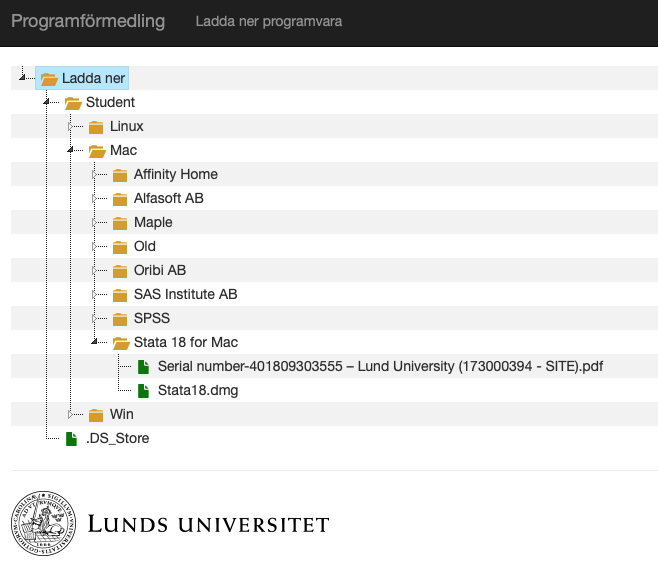 Programförmedling Ladda ner programvara
Ladda ner
Student
Linux
Mac
Affinity Home
Alfasoft AB
Maple
Old
Oribi AB
SAS Institute AB
SPSS
Stata 18 for Mac
Serial number-401809303555 – Lund University (173000394 - SITE).pdf
Stata18.dmg
Win
.DS_Store
LUNDS UNIVERSITET